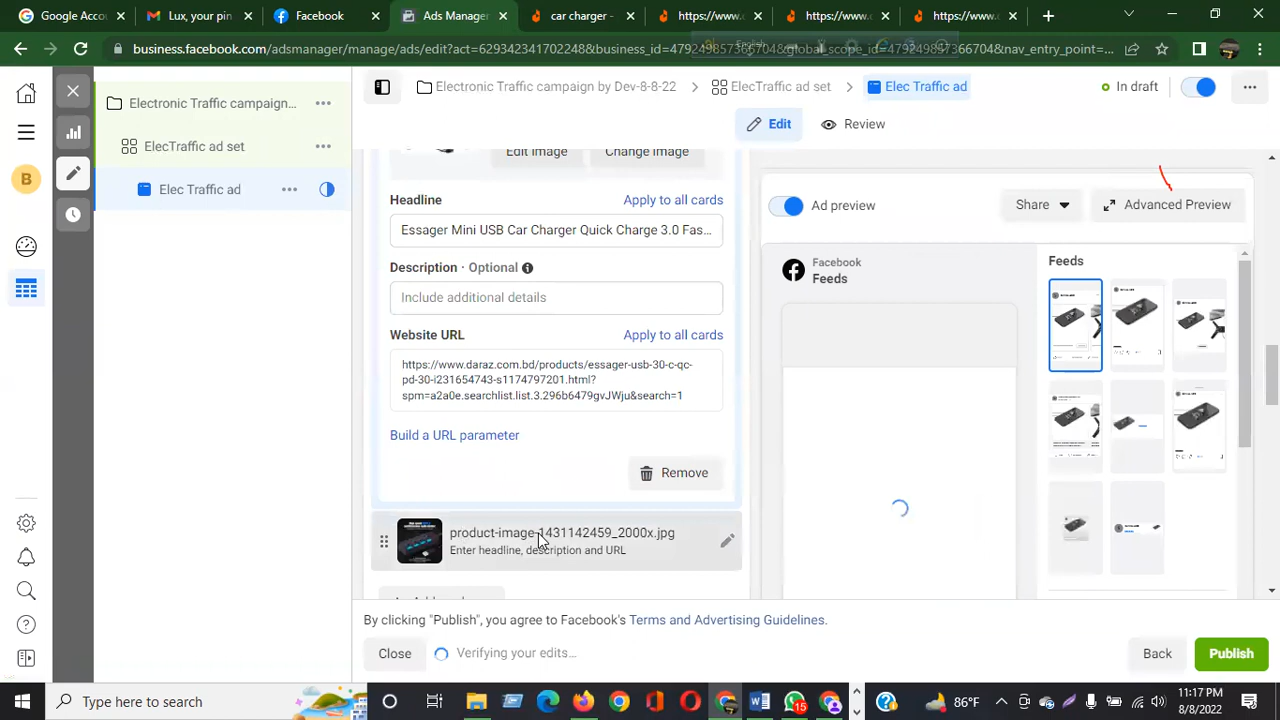 Google Acco
Lux, your pin
Facebook
Ads Manager
car charger -
https://www.
https://www.
https://www.
business.facebook.com/adsmanager/manage/ads/edit?act=629342341702248&business_id=479249857366704&global_scope_id=479249857366704&nav_entry_point=...
English
Electronic Traffic campaign...
ElecTraffic ad set
Elec Traffic ad
B
Electronic Traffic campaign by Dev-8-8-22
ElecTraffic ad set
Elec Traffic ad
In draft
Edit
Review
Edit Image
Change Image
Headline
Apply to all cards
Essager Mini USB Car Charger Quick Charge 3.0 Fas...
Description · Optional
Include additional details
Website URL
Apply to all cards
https://www.daraz.com.bd/products/essager-usb-30-c-qc-
pd-30-i231654743-s1174797201.html?
spm=a2a0e.searchlist.list.3.296b6479gvJWju&search=1
Build a URL parameter
Remove
product-image-1431142459_2000x.jpg
Enter headline, description and URL
Ad preview
Share
Advanced Preview
Facebook
Feeds
Feeds
By clicking "Publish", you agree to Facebook's Terms and Advertising Guidelines.
Close
Verifying your edits...
Back
Publish
Type here to search
15
86°F
11:17 PM
8/8/2022